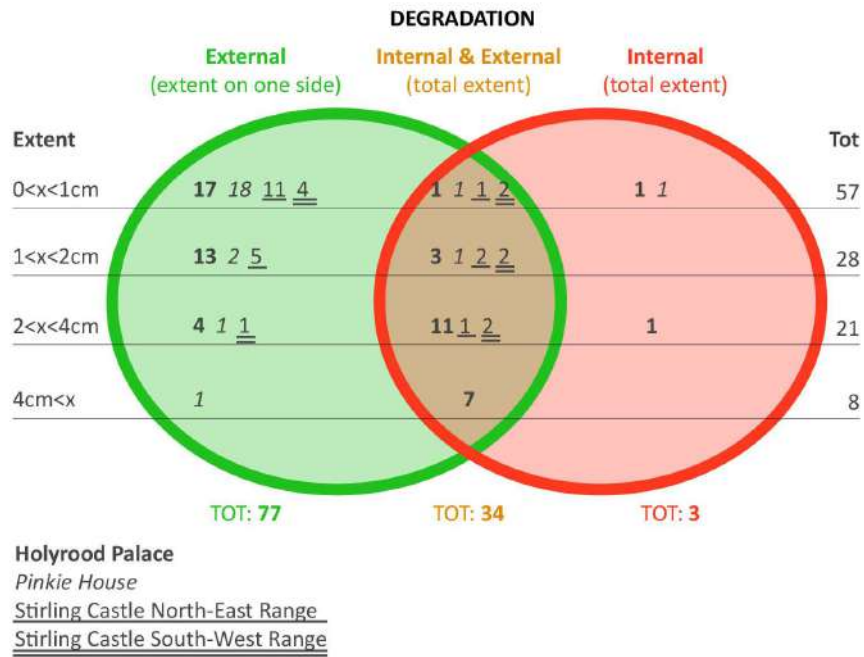 DEGRADATION
External Internal & External Internal
(extent on one side) (total extent) (total extent)
Extent Tot
0<x<1cm 17 18 11 4 1 1 1 2 1 1 57
1<x<2cm 13 2 5 3 1 2 2 28
2<x<4cm 4 1 1 11 1 2 1 21
4cm<x 1 7 8
TOT: 77 TOT: 34 TOT: 3
Holyrood Palace
Pinkie House
Stirling Castle North-East Range
Stirling Castle South-West Range